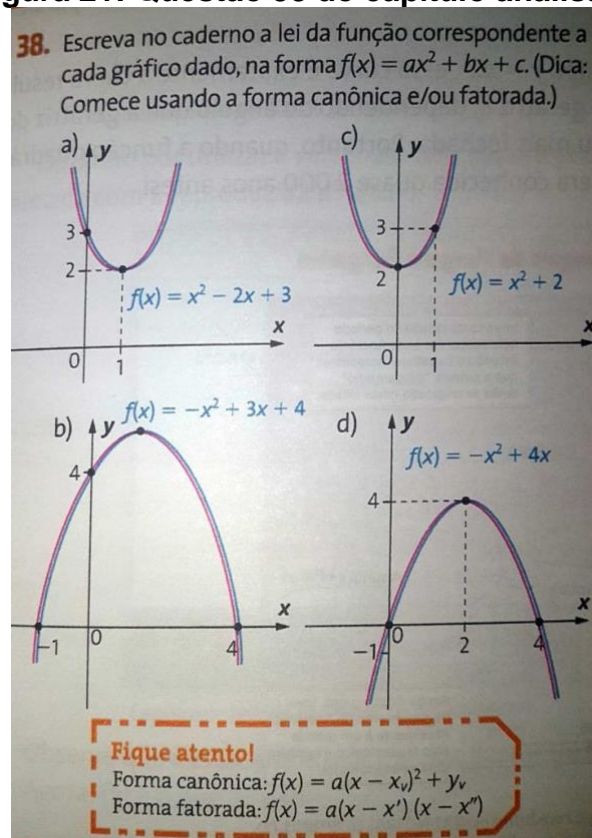 38. Escreva no caderno a lei da função correspondente a
cada gráfico dado, na forma f(x) = ax² + bx + c. (Dica:
Comece usando a forma canônica e/ou fatorada.)
a)
y
3
2
f(x) = x² − 2x + 3
x
0
1
c)
y
3
2
f(x) = x² + 2
x
0
1
b)
y
f(x) = −x² + 3x + 4
4
x
−1
0
4
d)
y
f(x) = −x² + 4x
4
x
−1
0
2
4
Fique atento!
Forma canônica: f(x) = a(x − xᵥ)² + yᵥ
Forma fatorada: f(x) = a(x − x′) (x − x″)